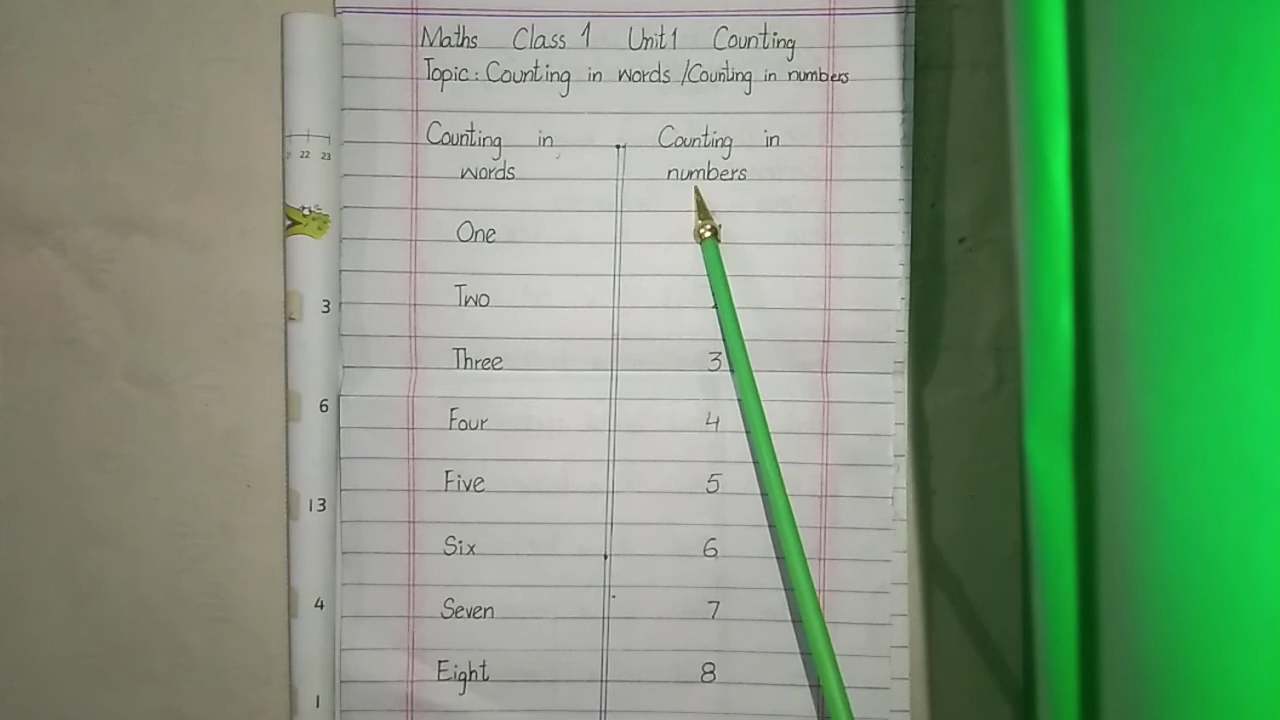 Maths Class 1 Unit 1 Counting
Topic: Counting in words /Counting in numbers
Counting in words
Counting in numbers
One
Two
Three 3
Four 4
Five 5
Six 6
Seven 7
Eight 8
22 23
3
6
13
4
1